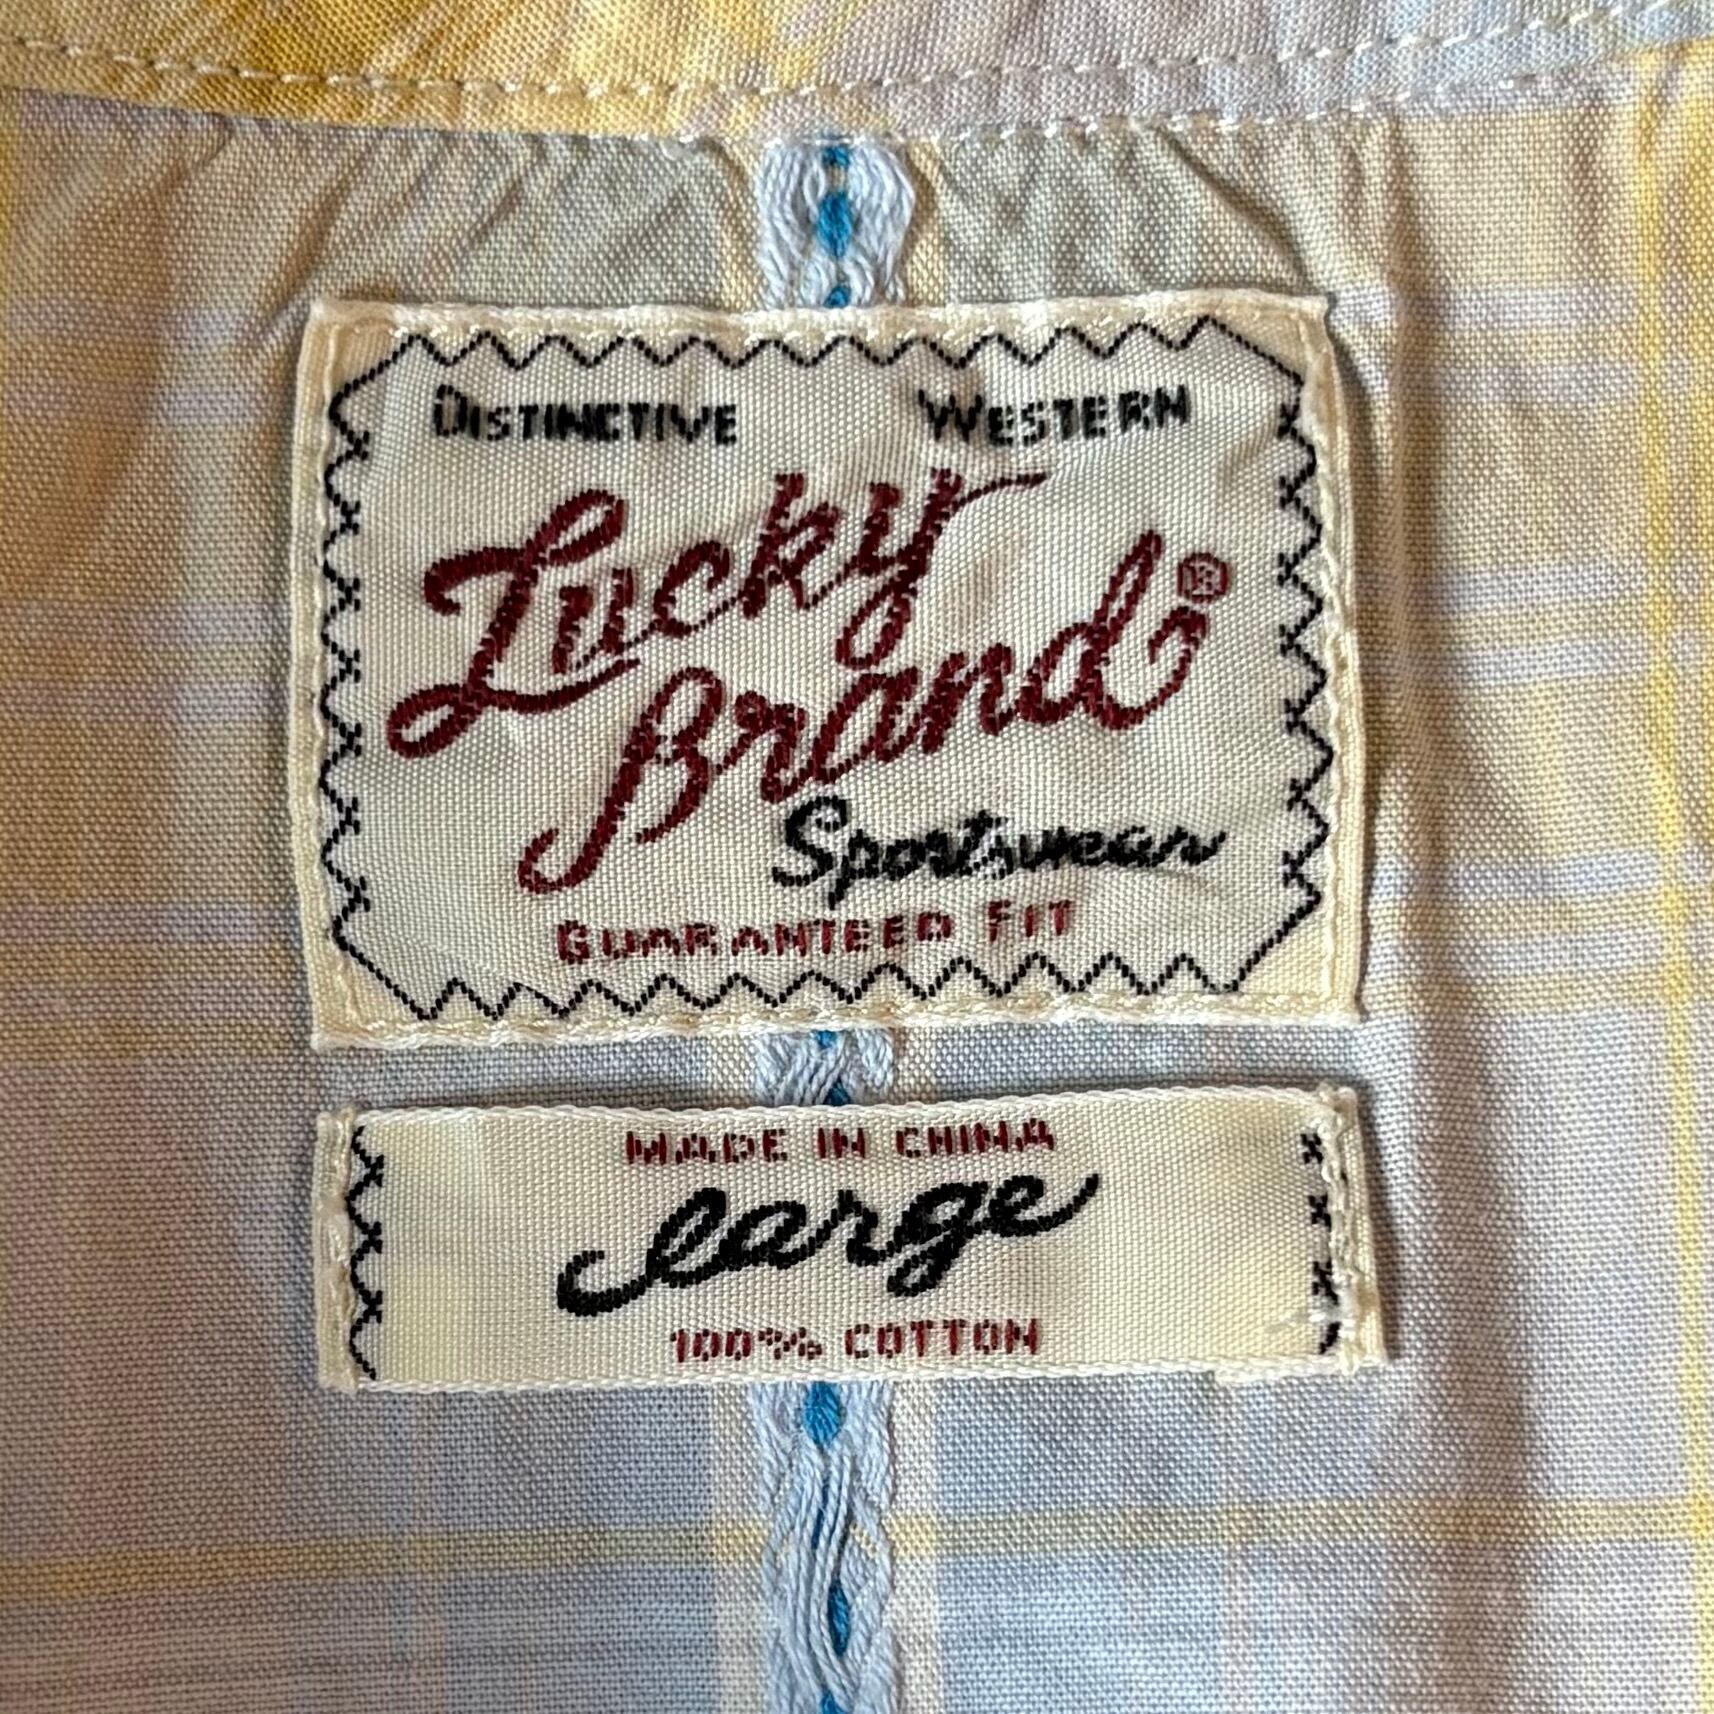 DISTINCTIVE WESTERN
Lucky
Brand®
Sportswear
GUARANTEED FIT
MADE IN CHINA
large
100% COTTON